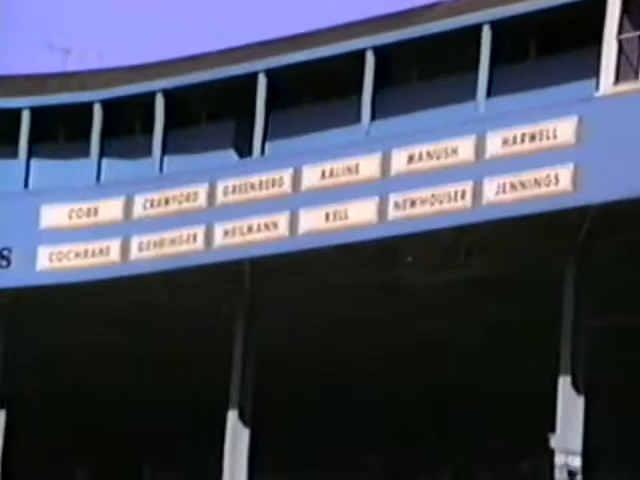 COBB CRAWFORD GREENBERG KALINE MANUSH HARWELL
S COCHRANE GEHRINGER HEILMANN KELL NEWHOUSER JENNINGS